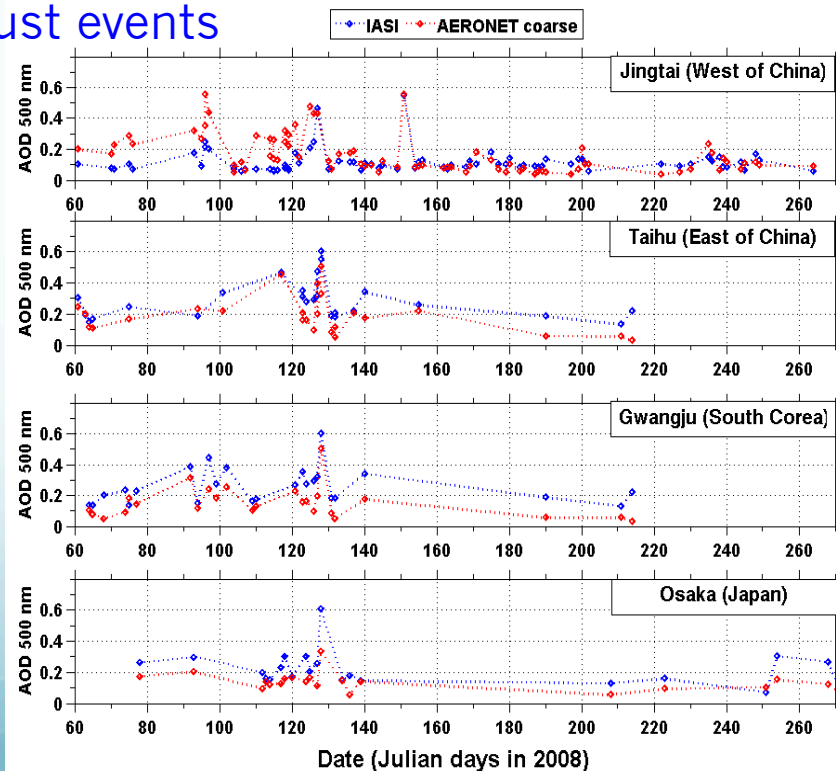 ust events
IASI AERONET coarse
Jingtai (West of China)
AOD 500 nm
0.6
0.4
0.2
0
60 80 100 120 140 160 180 200 220 240 260
Taihu (East of China)
AOD 500 nm
0.6
0.4
0.2
0
60 80 100 120 140 160 180 200 220 240 260
Gwangju (South Corea)
AOD 500 nm
0.6
0.4
0.2
0
60 80 100 120 140 160 180 200 220 240 260
Osaka (Japan)
AOD 500 nm
0.6
0.4
0.2
0
60 80 100 120 140 160 180 200 220 240 260
Date (Julian days in 2008)